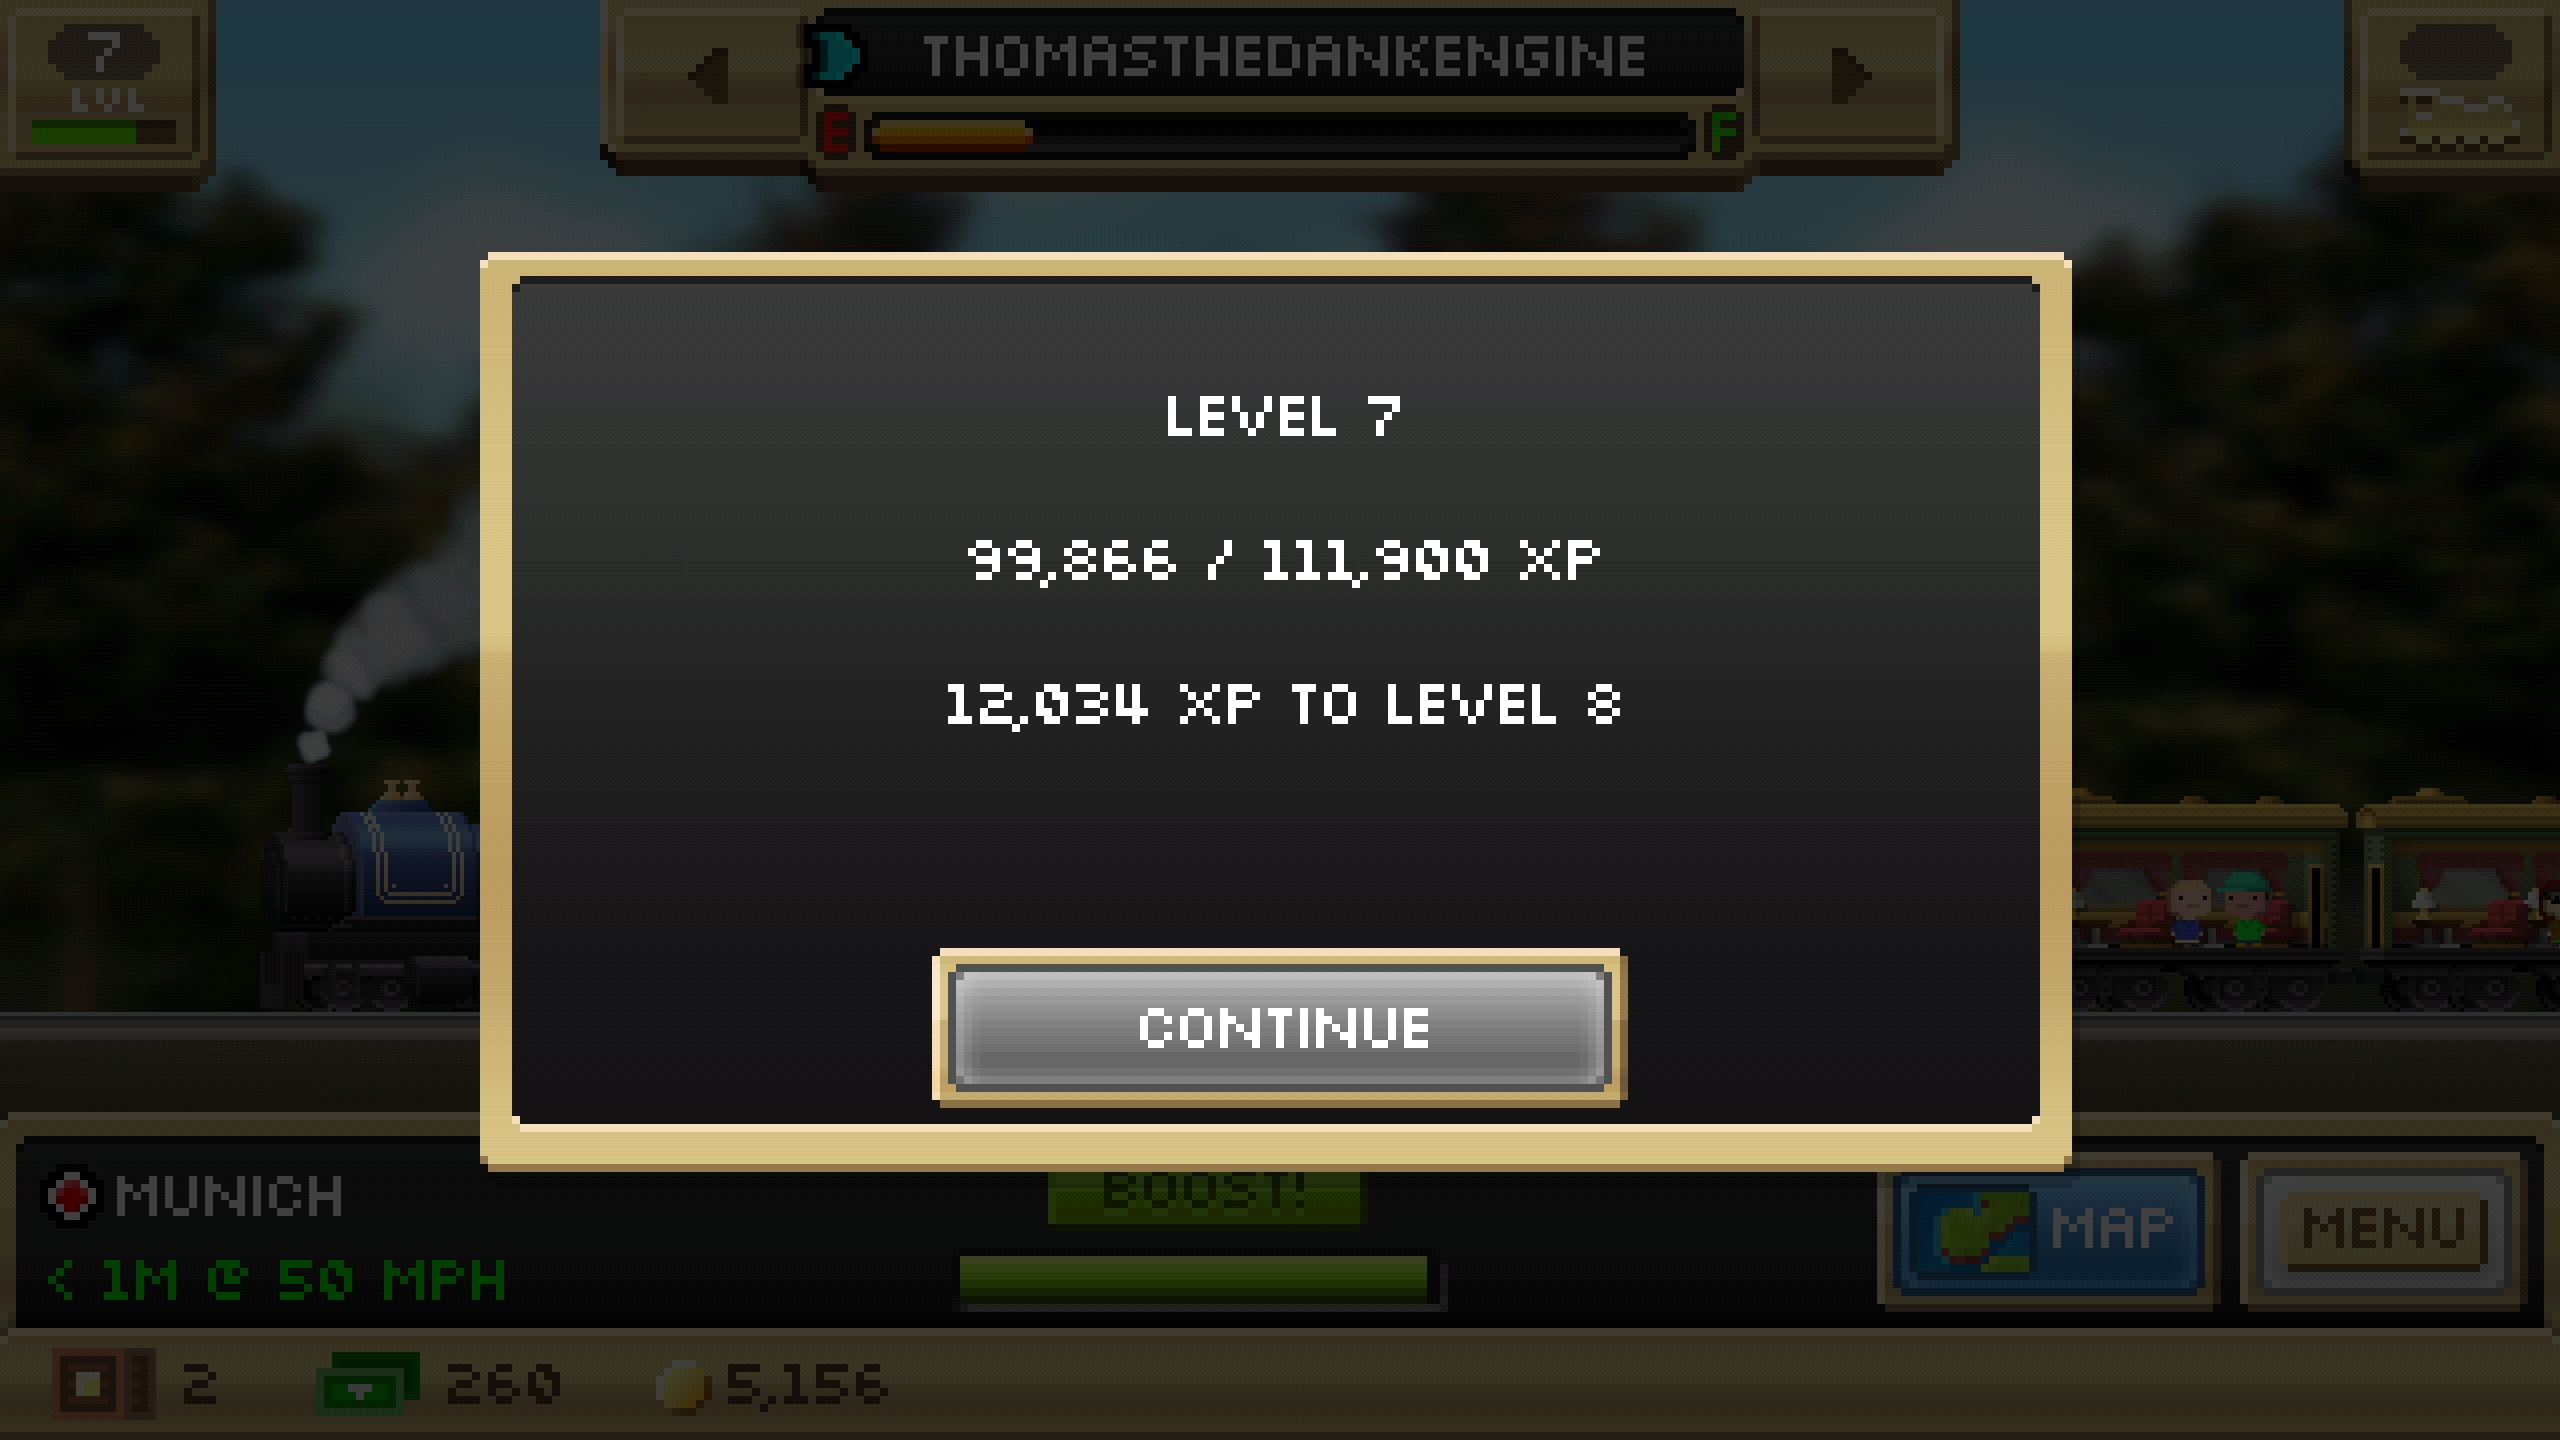 7
LVL
THOMASTHEDANKENGINE
E
F
LEVEL 7
99,866 / 111,900 XP
12,034 XP TO LEVEL 8
CONTINUE
MUNICH
BOOST!
MAP
MENU
< 1M @ 50 MPH
2
260
5,156